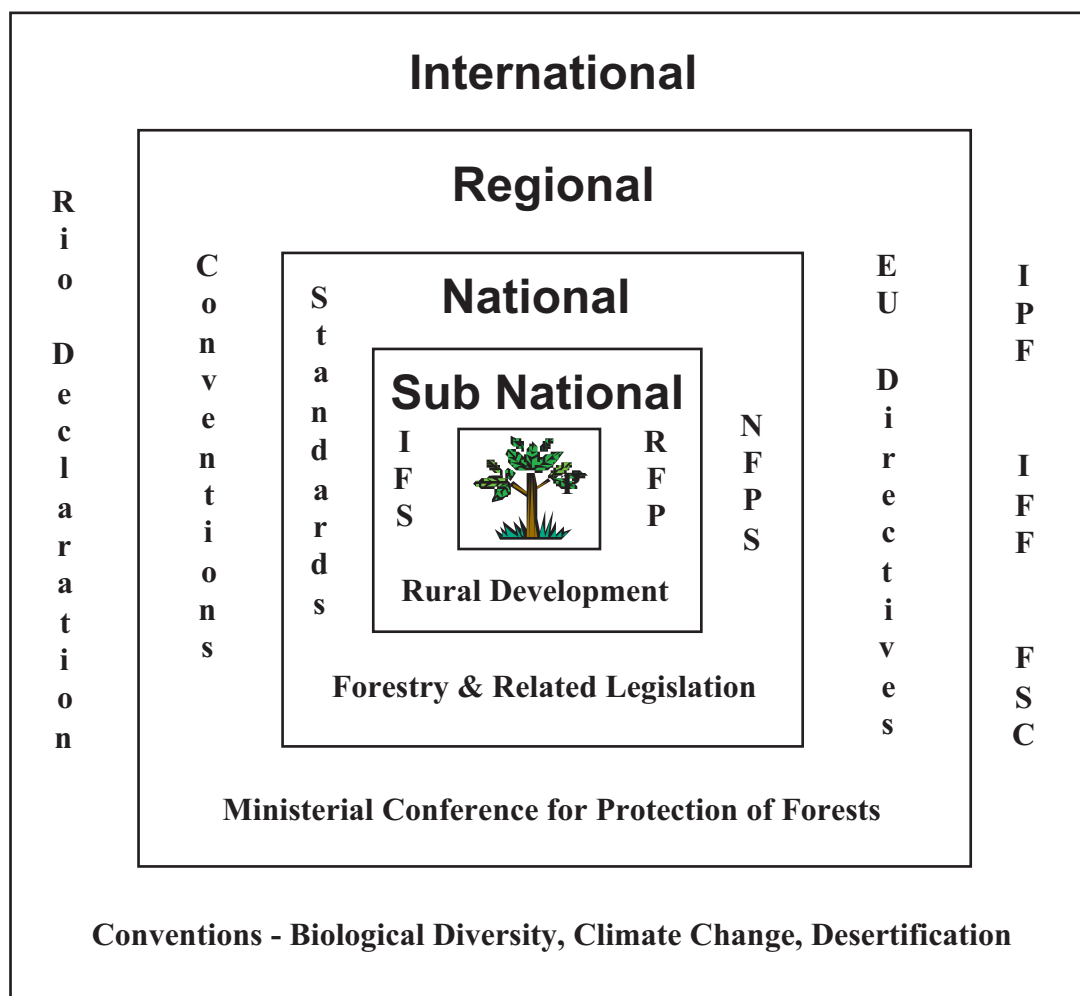 International
Regional
National
Sub National
Rio Declaration
Conventions
Standards
IFS
P
RFP
NFPS
EU Directives
IPF
IFF
FSC
Rural Development
Forestry & Related Legislation
Ministerial Conference for Protection of Forests
Conventions - Biological Diversity, Climate Change, Desertification